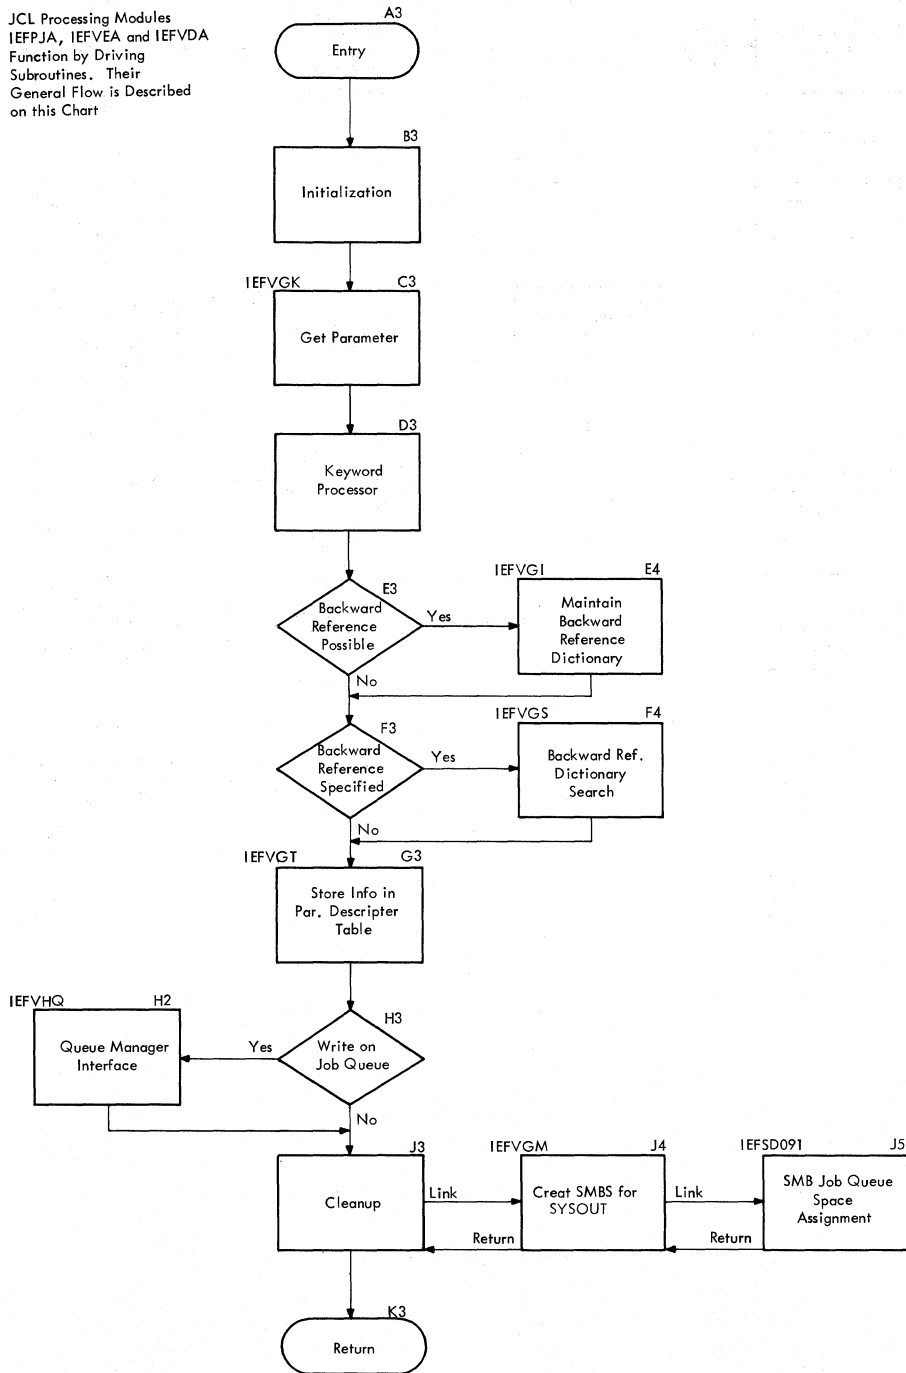 JCL Processing Modules
IEFPJA, IEFVEA and IEFVDA
Function by Driving
Subroutines. Their
General Flow is Described
on this Chart
A3
Entry
B3
Initialization
IEFVGK
C3
Get Parameter
D3
Keyword
Processor
E3
Backward
Reference
Possible
Yes
No
IEFVGI
E4
Maintain
Backward
Reference
Dictionary
F3
Backward
Reference
Specified
Yes
No
IEFVGS
F4
Backward Ref.
Dictionary
Search
IEFVGT
G3
Store Info in
Par. Descripter
Table
H3
Write on
Job Queue
Yes
No
IEFVHQ
H2
Queue Manager
Interface
J3
Cleanup
Link
Return
IEFVGM
J4
Creat SMBS for
SYSOUT
Link
Return
IEFSD091
J5
SMB Job Queue
Space
Assignment
K3
Return